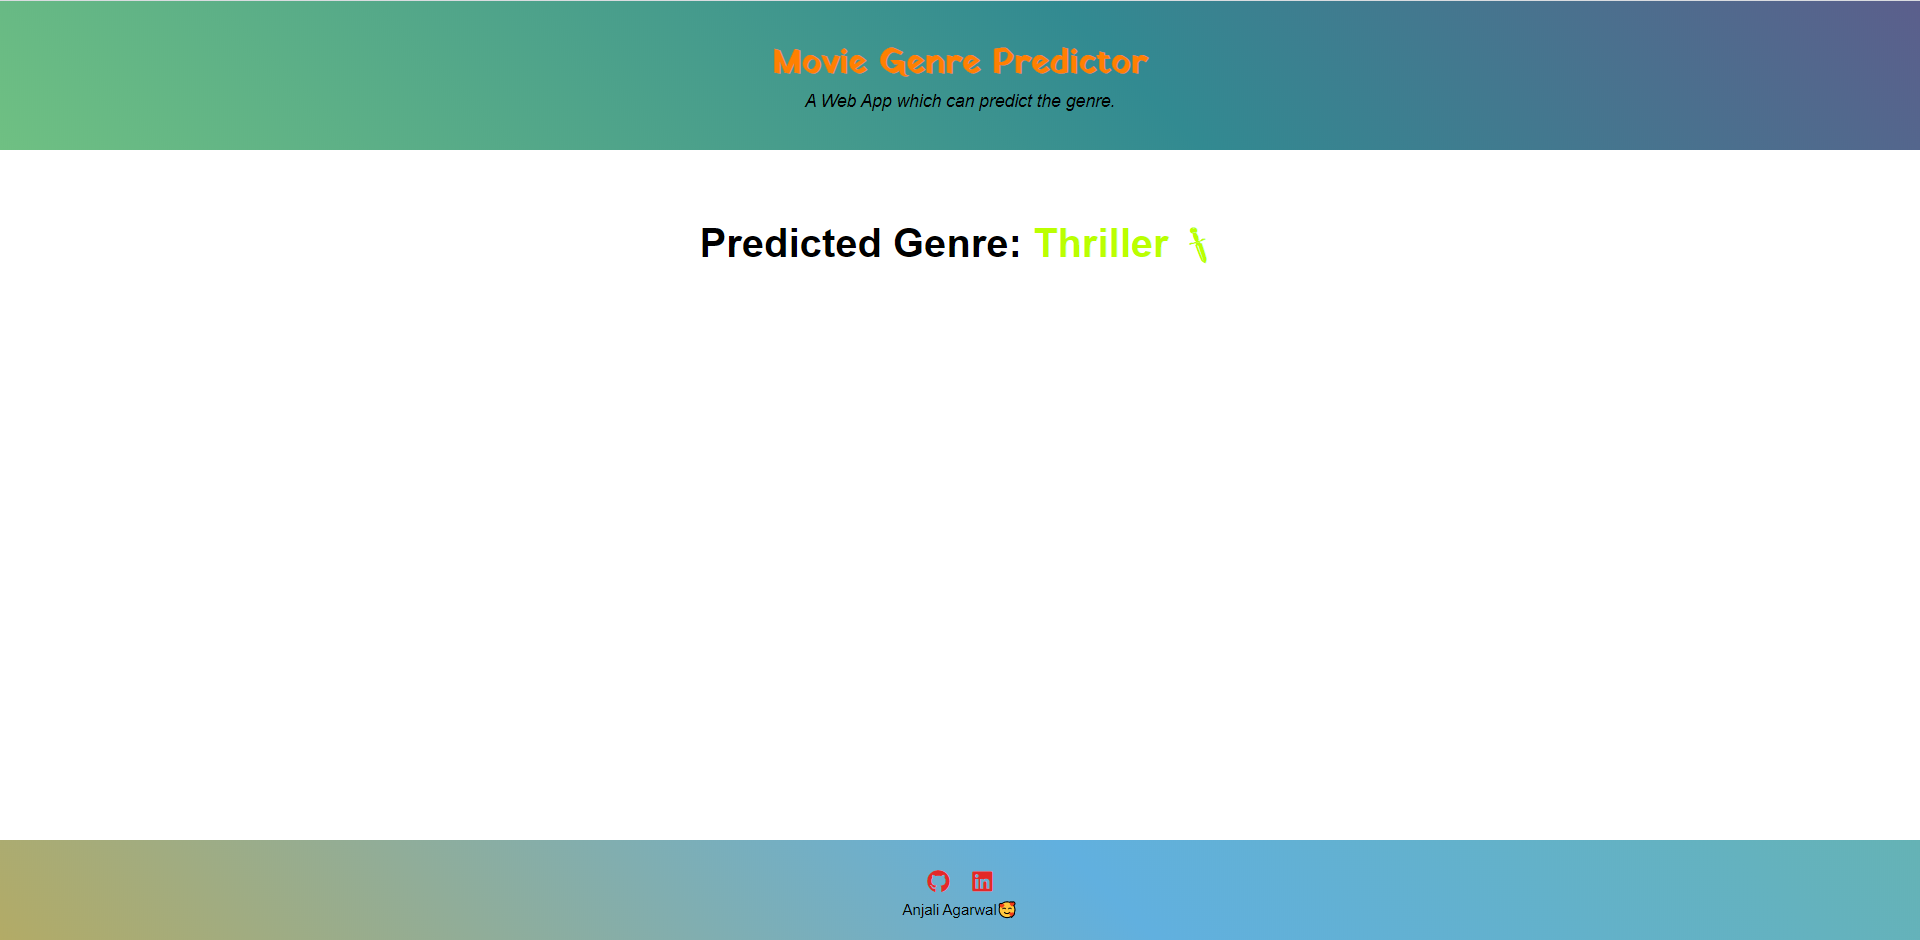 Movie Genre Predictor
A Web App which can predict the genre.
Predicted Genre: Thriller
Anjali Agarwal🥰